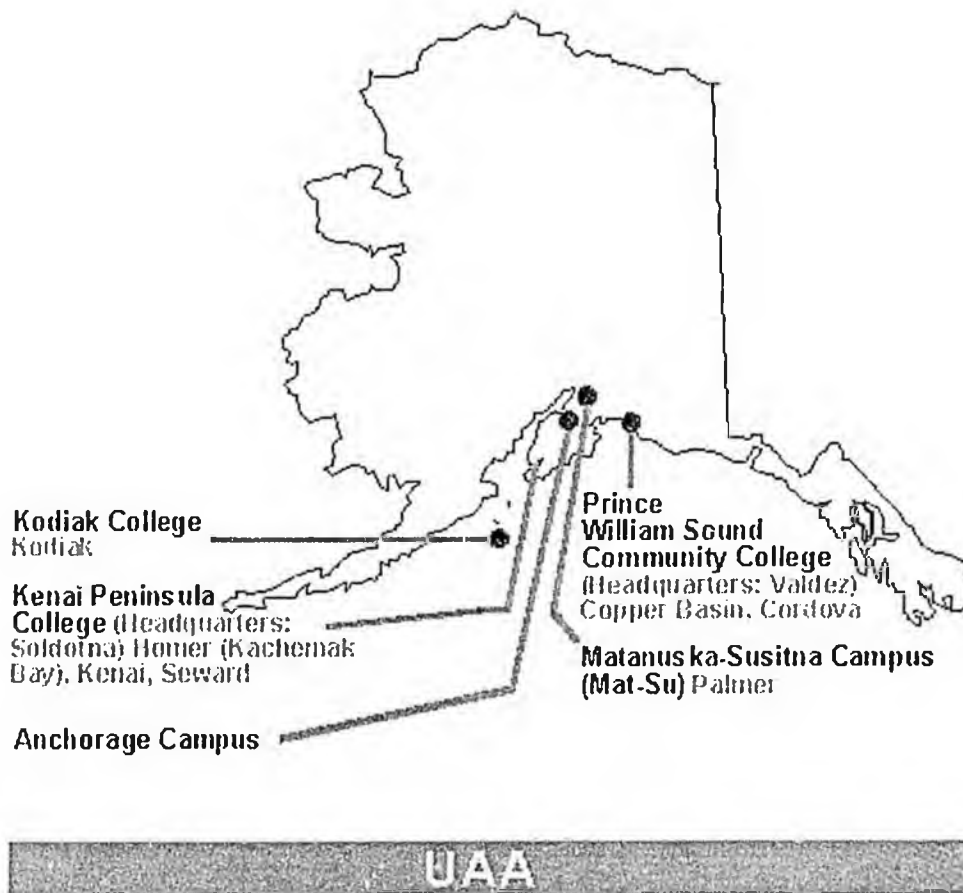 Kodiak College
Kodiak
Kenai Peninsula
College (Headquarters:
Soldotna) Homer (Kachemak
Bay), Kenai, Seward
Anchorage Campus
Prince
William Sound
Community College
(Headquarters: Valdez)
Copper Basin, Cordova
Matanuska-Susitna Campus
(Mat-Su) Palmer
UAA